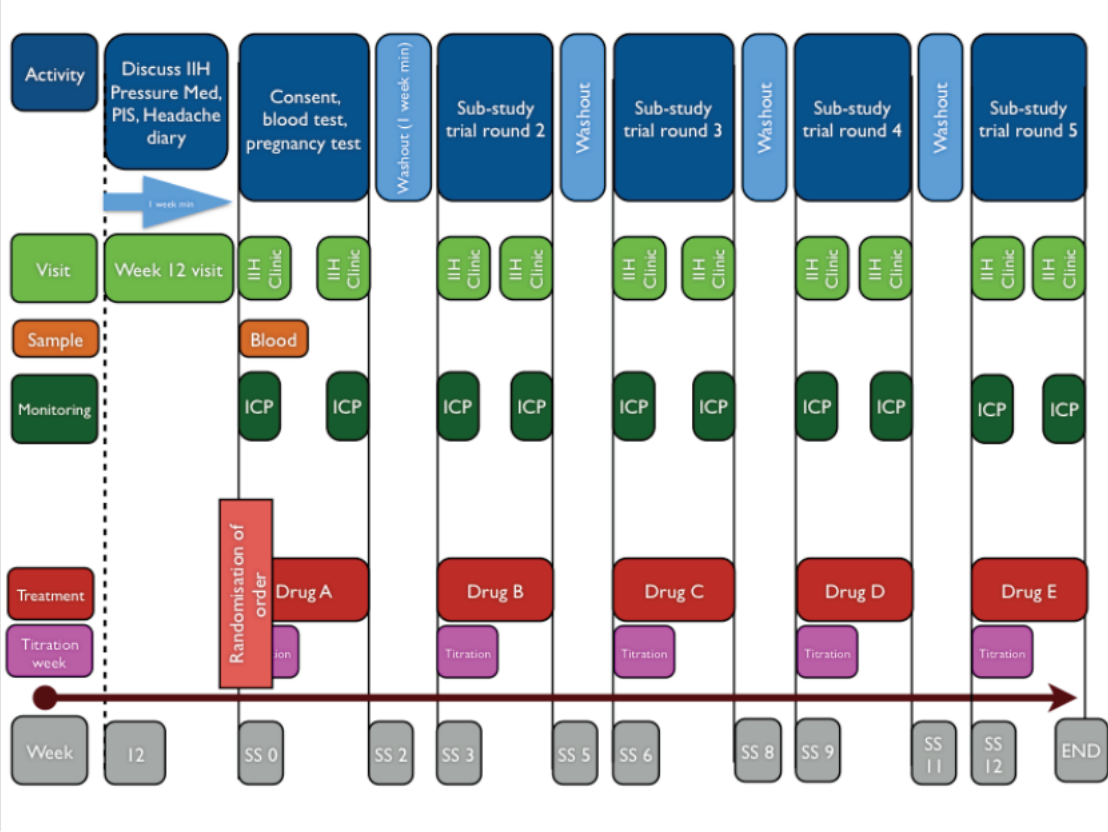 Activity
Discuss IIH
Pressure Med,
PIS, Headache
diary
Consent,
blood test,
pregnancy test
Washout (1 week min)
Sub-study
trial round 2
Washout
Sub-study
trial round 3
Washout
Sub-study
trial round 4
Washout
Sub-study
trial round 5
1 week min
Visit
Week 12 visit
IIH
Clinic
IIH
Clinic
IIH
Clinic
IIH
Clinic
IIH
Clinic
IIH
Clinic
IIH
Clinic
IIH
Clinic
IIH
Clinic
IIH
Clinic
Sample
Blood
Monitoring
ICP
ICP
ICP
ICP
ICP
ICP
ICP
ICP
ICP
ICP
Randomisation of
order
Treatment
Drug A
Drug B
Drug C
Drug D
Drug E
Titration
week
ion
Titration
Titration
Titration
Titration
Week
12
SS 0
SS 2
SS 3
SS 5
SS 6
SS 8
SS 9
SS
11
SS
12
END